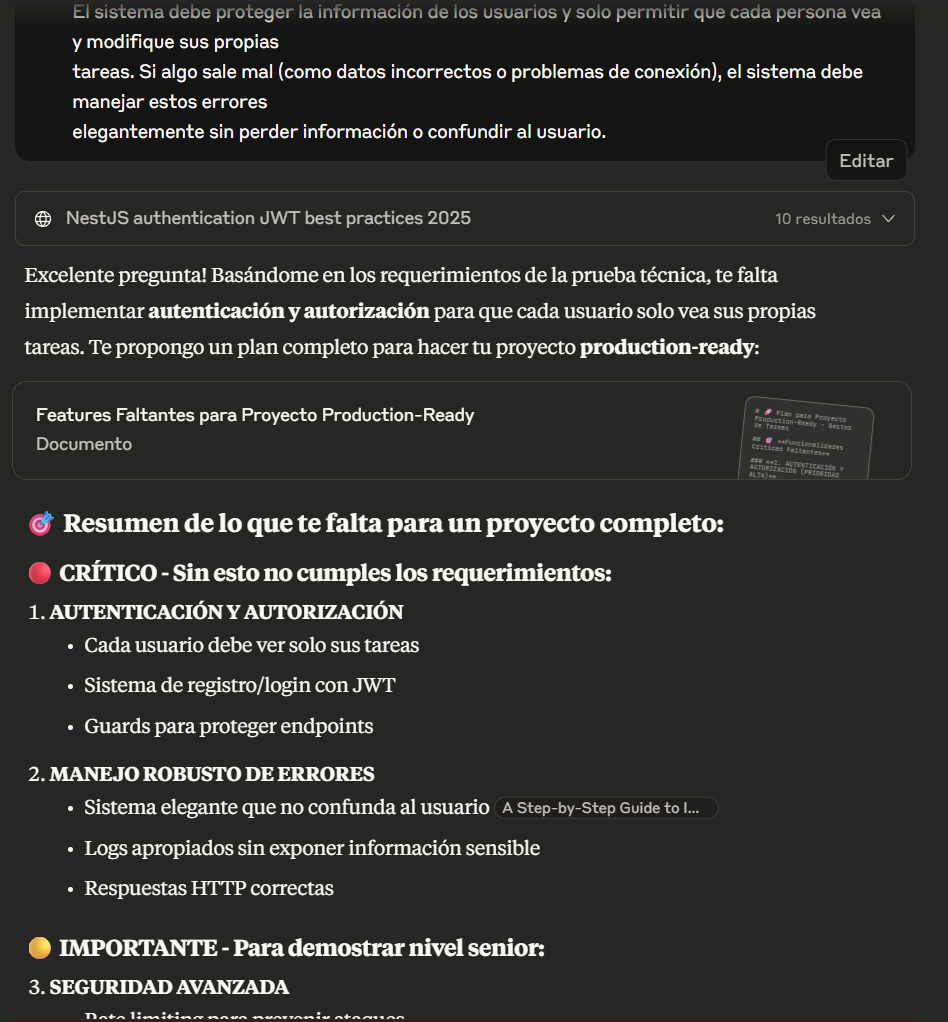 El sistema debe proteger la información de los usuarios y solo permitir que cada persona vea
y modifique sus propias
tareas. Si algo sale mal (como datos incorrectos o problemas de conexión), el sistema debe
manejar estos errores
elegantemente sin perder información o confundir al usuario.
Editar
NestJS authentication JWT best practices 2025
10 resultados
Excelente pregunta! Basándome en los requerimientos de la prueba técnica, te falta
implementar autenticación y autorización para que cada usuario solo vea sus propias
tareas. Te propongo un plan completo para hacer tu proyecto production-ready:
Features Faltantes para Proyecto Production-Ready
Documento
# 🚀 Plan para Proyecto
Production-Ready - Gestor
de Tareas
## 🎯 **Funcionalidades
Críticas Faltantes**
### **1. AUTENTICACIÓN Y
AUTORIZACIÓN (PRIORIDAD
ALTA)**
🎯 Resumen de lo que te falta para un proyecto completo:
🔴 CRÍTICO - Sin esto no cumples los requerimientos:
1. AUTENTICACIÓN Y AUTORIZACIÓN
• Cada usuario debe ver solo sus tareas
• Sistema de registro/login con JWT
• Guards para proteger endpoints
2. MANEJO ROBUSTO DE ERRORES
• Sistema elegante que no confunda al usuario A Step-by-Step Guide to I...
• Logs apropiados sin exponer información sensible
• Respuestas HTTP correctas
🟡 IMPORTANTE - Para demostrar nivel senior:
3. SEGURIDAD AVANZADA
Rate limiting para prevenir ataques